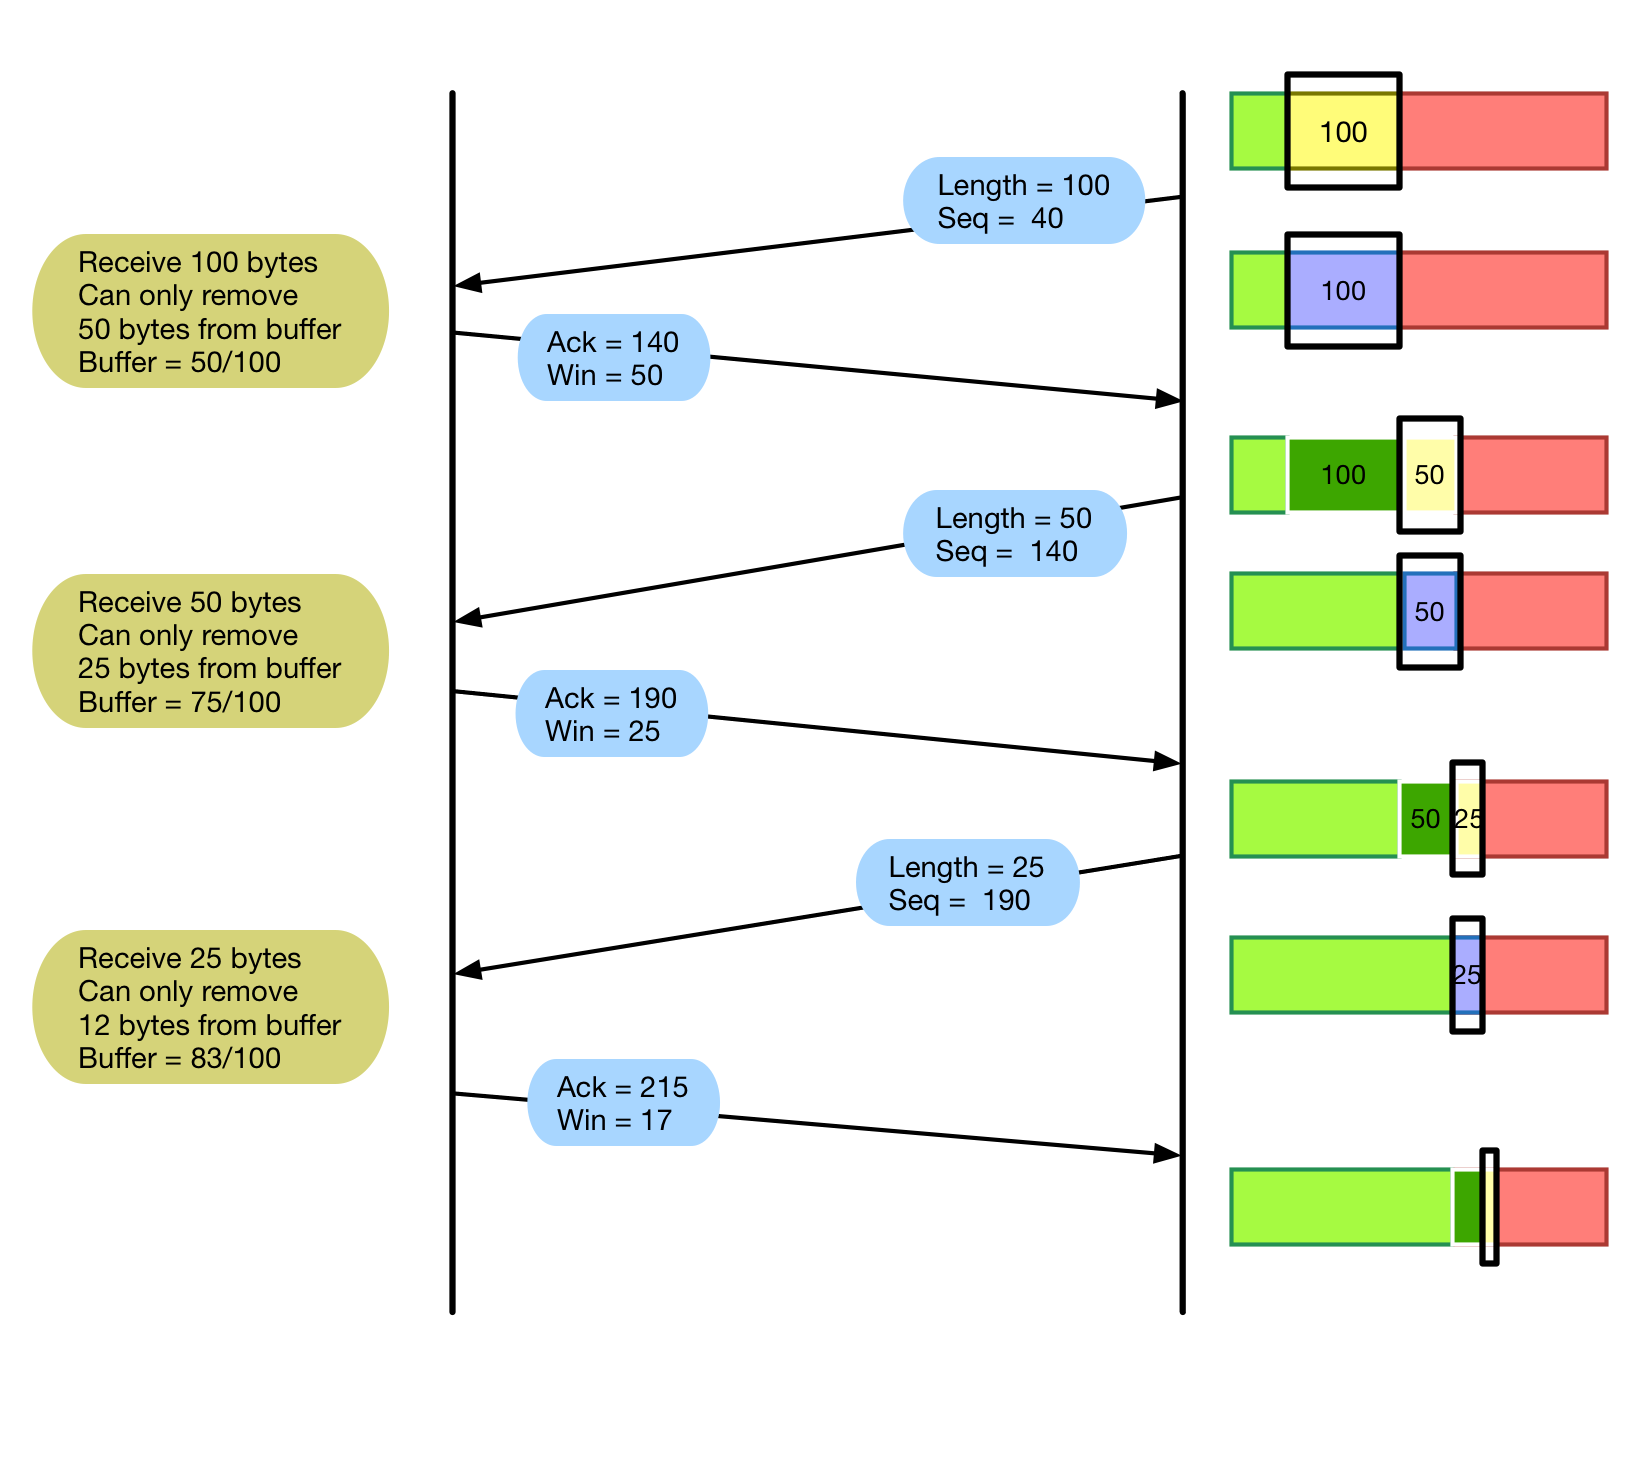 100
Length = 100
Seq = 40
Receive 100 bytes
Can only remove
50 bytes from buffer
Buffer = 50/100
100
Ack = 140
Win = 50
100
50
Length = 50
Seq = 140
Receive 50 bytes
Can only remove
25 bytes from buffer
Buffer = 75/100
50
Ack = 190
Win = 25
50
25
Length = 25
Seq = 190
Receive 25 bytes
Can only remove
12 bytes from buffer
Buffer = 83/100
25
Ack = 215
Win = 17